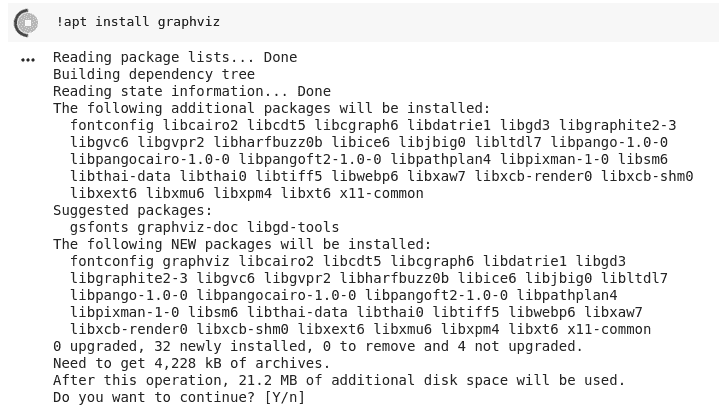 !apt install graphviz
Reading package lists... Done
Building dependency tree
Reading state information... Done
The following additional packages will be installed:
fontconfig libcairo2 libcdt5 libcgraph6 libdatrie1 libgd3 libgraphite2-3
libgvc6 libgvpr2 libharfbuzz0b libice6 libjbig0 libltdl7 libpango-1.0-0
libpangocairo-1.0-0 libpangoft2-1.0-0 libpathplan4 libpixman-1-0 libsm6
libthai-data libthai0 libtiff5 libwebp6 libxaw7 libxcb-render0 libxcb-shm0
libxext6 libxmu6 libxpm4 libxt6 x11-common
Suggested packages:
gsfonts graphviz-doc libgd-tools
The following NEW packages will be installed:
fontconfig graphviz libcairo2 libcdt5 libcgraph6 libdatrie1 libgd3
libgraphite2-3 libgvc6 libgvpr2 libharfbuzz0b libice6 libjbig0 libltdl7
libpango-1.0-0 libpangocairo-1.0-0 libpangoft2-1.0-0 libpathplan4
libpixman-1-0 libsm6 libthai-data libthai0 libtiff5 libwebp6 libxaw7
libxcb-render0 libxcb-shm0 libxext6 libxmu6 libxpm4 libxt6 x11-common
0 upgraded, 32 newly installed, 0 to remove and 4 not upgraded.
Need to get 4,228 kB of archives.
After this operation, 21.2 MB of additional disk space will be used.
Do you want to continue? [Y/n]